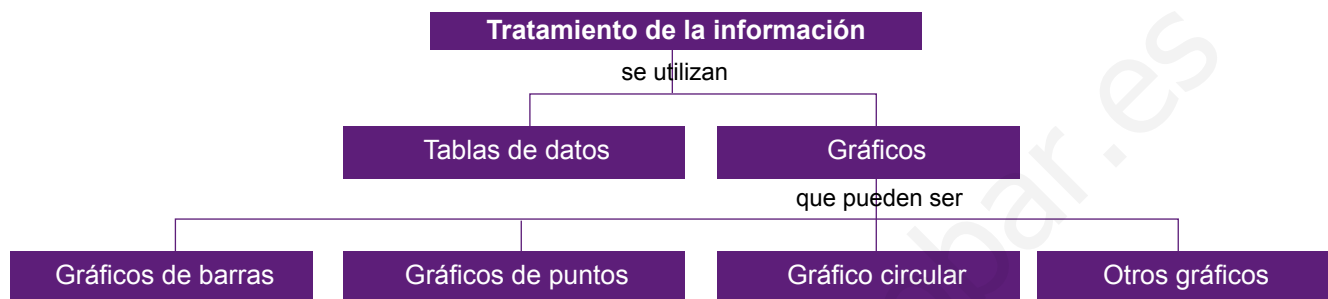 Tratamiento de la información
se utilizan
Tablas de datos
Gráficos
que pueden ser
Gráficos de barras
Gráficos de puntos
Gráfico circular
Otros gráficos